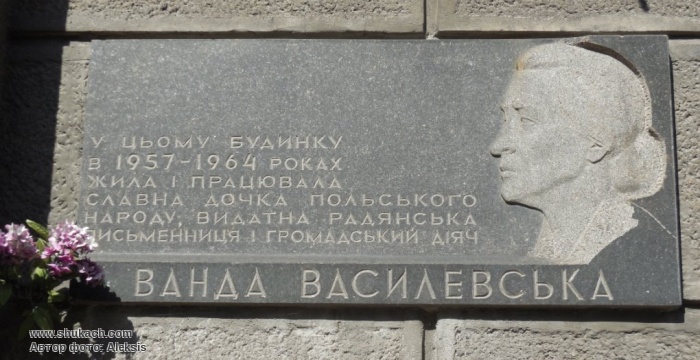 У ЦЬОМУ БУДИНКУ
В 1957-1964 РОКАХ
ЖИЛА І ПРАЦЮВАЛА
СЛАВНА ДОЧКА ПОЛЬСЬКОГО
НАРОДУ, ВИДАТНА РАДЯНСЬКА
ПИСЬМЕННИЦЯ І ГРОМАДСЬКИЙ ДІЯЧ
ВАНДА ВАСИЛЕВСЬКА
www.shukach.com
Автор фото: Aleksis